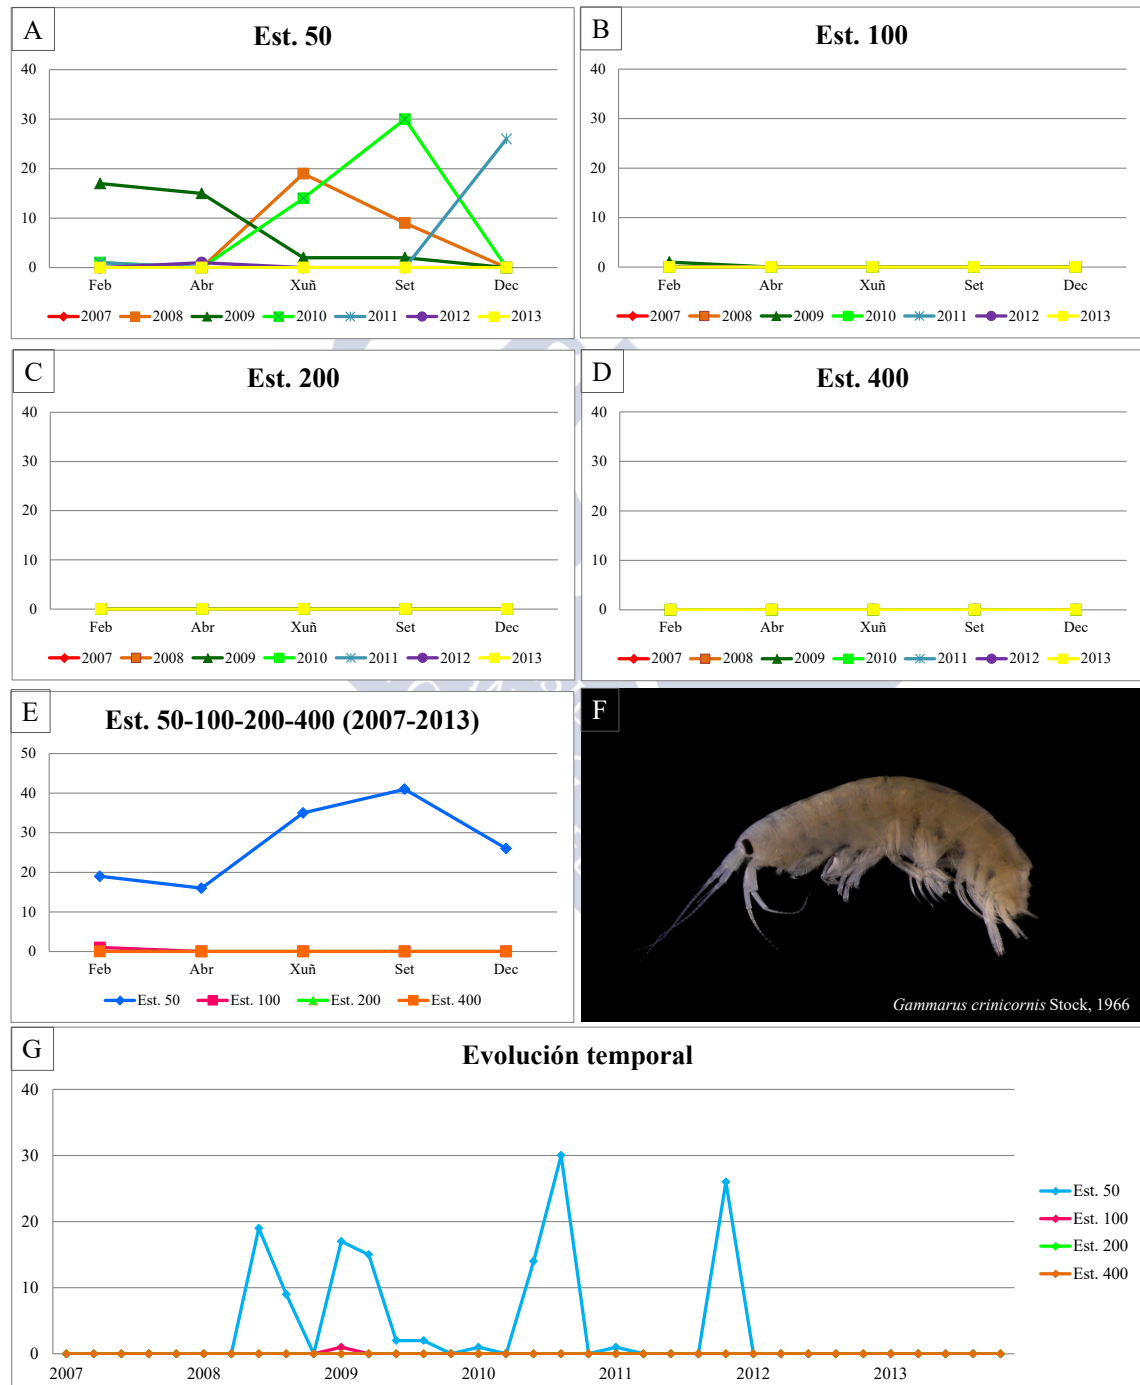 A
Est. 50
40
30
20
10
0
Feb Abr Xuñ Set Dec
2007 2008 2009 2010 2011 2012 2013
B
Est. 100
40
30
20
10
0
Feb Abr Xuñ Set Dec
2007 2008 2009 2010 2011 2012 2013
C
Est. 200
40
30
20
10
0
Feb Abr Xuñ Set Dec
2007 2008 2009 2010 2011 2012 2013
D
Est. 400
40
30
20
10
0
Feb Abr Xuñ Set Dec
2007 2008 2009 2010 2011 2012 2013
E
Est. 50-100-200-400 (2007-2013)
50
40
30
20
10
0
Feb Abr Xuñ Set Dec
Est. 50 Est. 100 Est. 200 Est. 400
F
Gammarus crinicornis Stock, 1966
G
Evolución temporal
40
30
20
10
0
2007 2008 2009 2010 2011 2012 2013
Est. 50
Est. 100
Est. 200
Est. 400